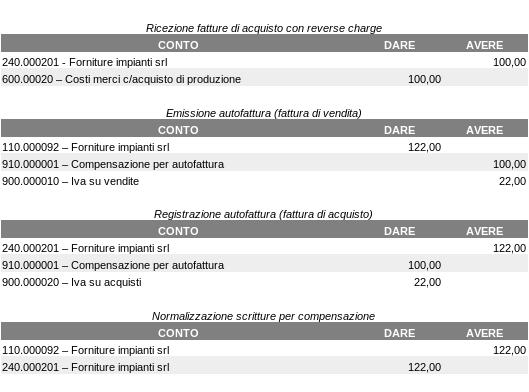 Ricezione fatture di acquisto con reverse charge
CONTO DARE AVERE
240.000201 - Forniture impianti srl 100,00
600.00020 – Costi merci c/acquisto di produzione 100,00
Emissione autofattura (fattura di vendita)
CONTO DARE AVERE
110.000092 – Forniture impianti srl 122,00
910.000001 – Compensazione per autofattura 100,00
900.000010 – Iva su vendite 22,00
Registrazione autofattura (fattura di acquisto)
CONTO DARE AVERE
240.000201 – Forniture impianti srl 122,00
910.000001 – Compensazione per autofattura 100,00
900.000020 – Iva su acquisti 22,00
Normalizzazione scritture per compensazione
CONTO DARE AVERE
110.000092 – Forniture impianti srl 122,00
240.000201 – Forniture impianti srl 122,00